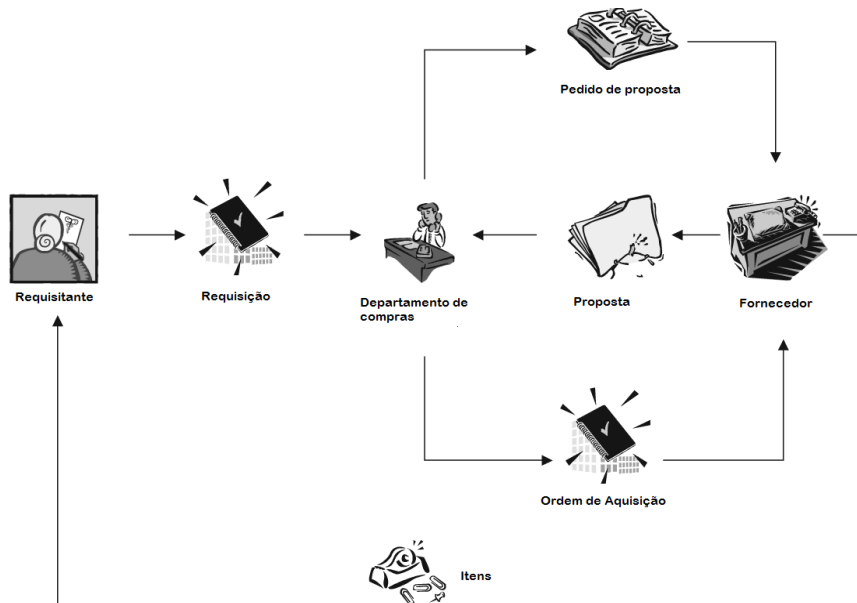 Pedido de proposta
Requisitante
Requisição
Departamento de
compras
Proposta
Fornecedor
Ordem de Aquisição
Itens